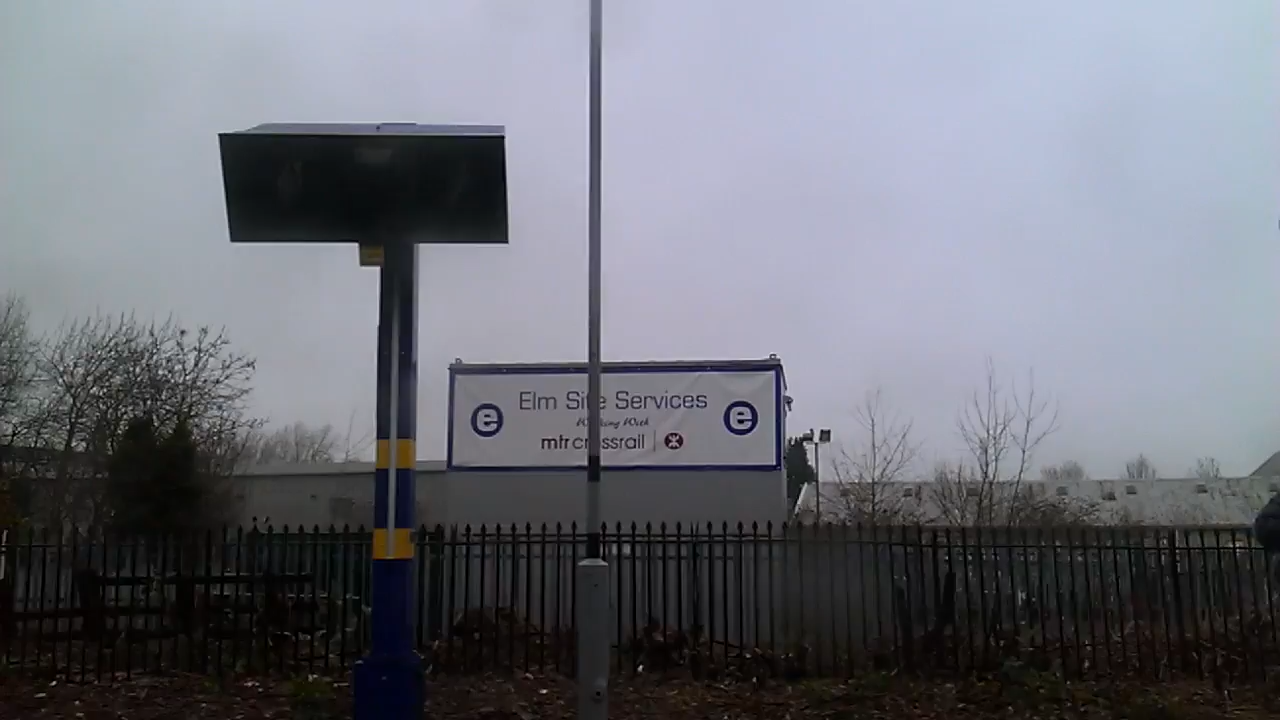 Elm Site Services
e
e
Working With
mtr crossrail